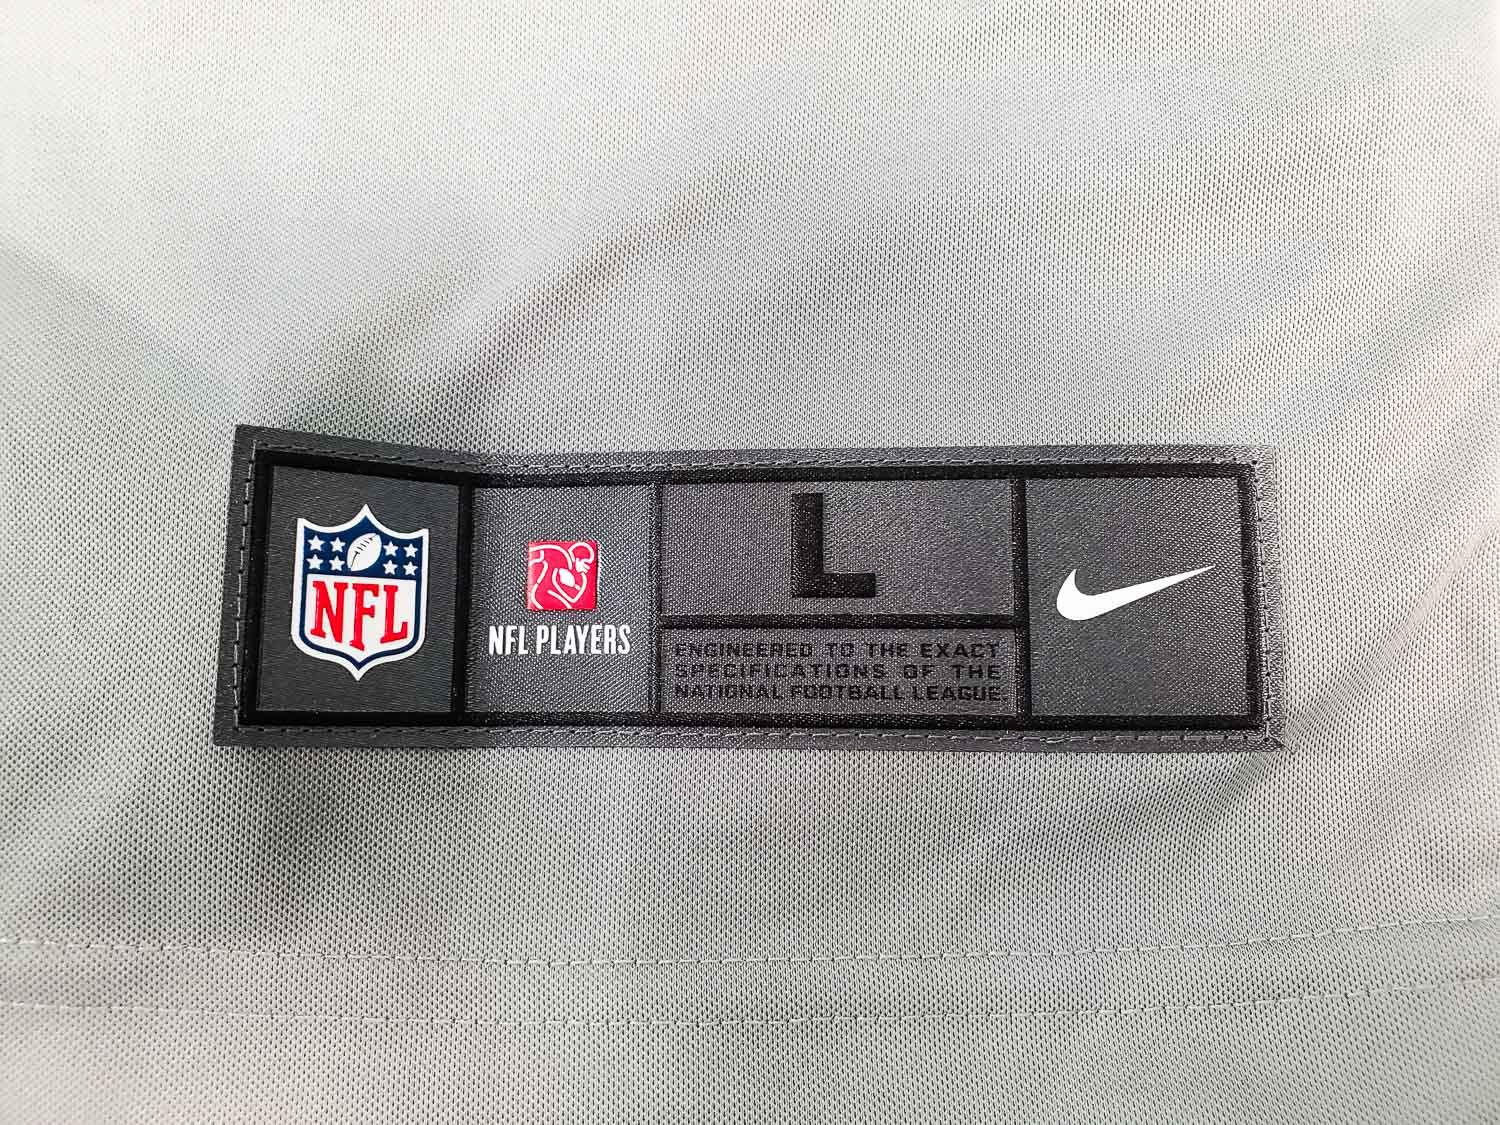 NFL
NFL PLAYERS
L
ENGINEERED TO THE EXACT
SPECIFICATIONS OF THE
NATIONAL FOOTBALL LEAGUE.